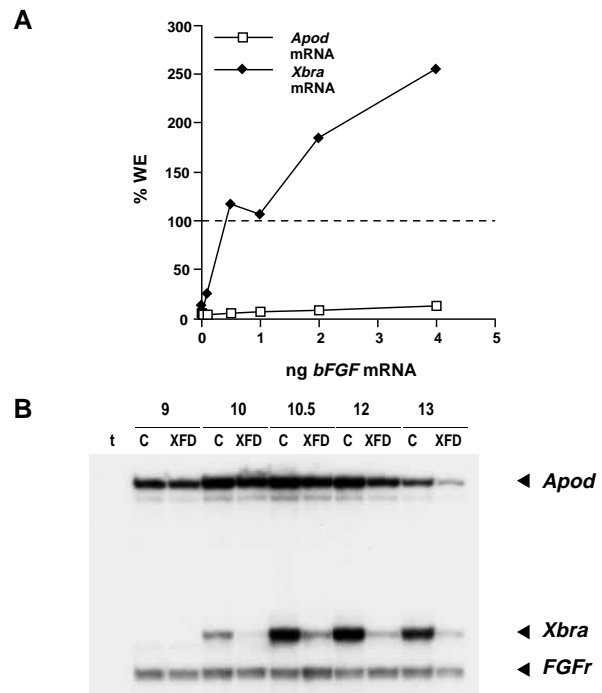 A
300
250
200
150
100
50
0
% WE
Apod
mRNA
Xbra
mRNA
0 1 2 3 4 5
ng bFGF mRNA
B
9 10 10.5 12 13
t C XFD C XFD C XFD C XFD C XFD
Apod
Xbra
FGFr